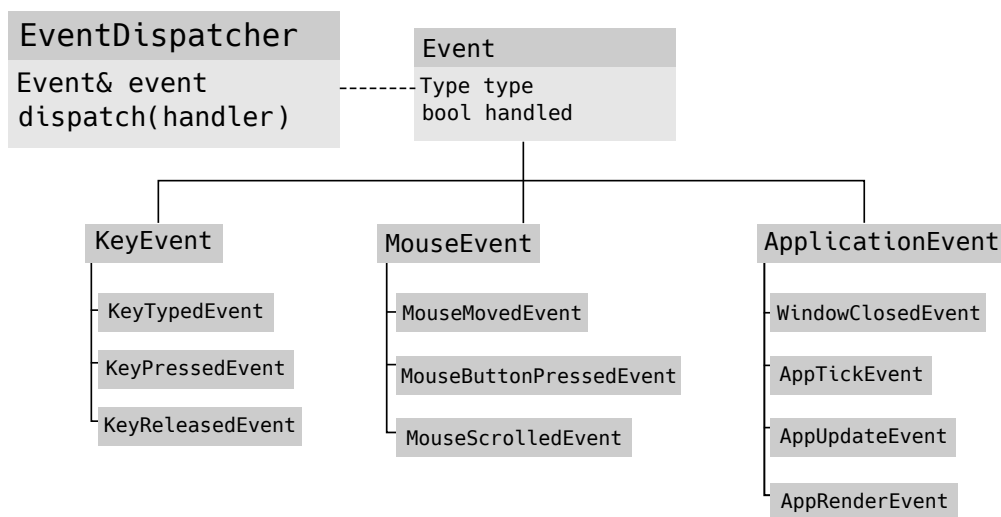 EventDispatcher
Event& event
dispatch(handler)
Event
Type type
bool handled
KeyEvent
KeyTypedEvent
KeyPressedEvent
KeyReleasedEvent
MouseEvent
MouseMovedEvent
MouseButtonPressedEvent
MouseScrolledEvent
ApplicationEvent
WindowClosedEvent
AppTickEvent
AppUpdateEvent
AppRenderEvent